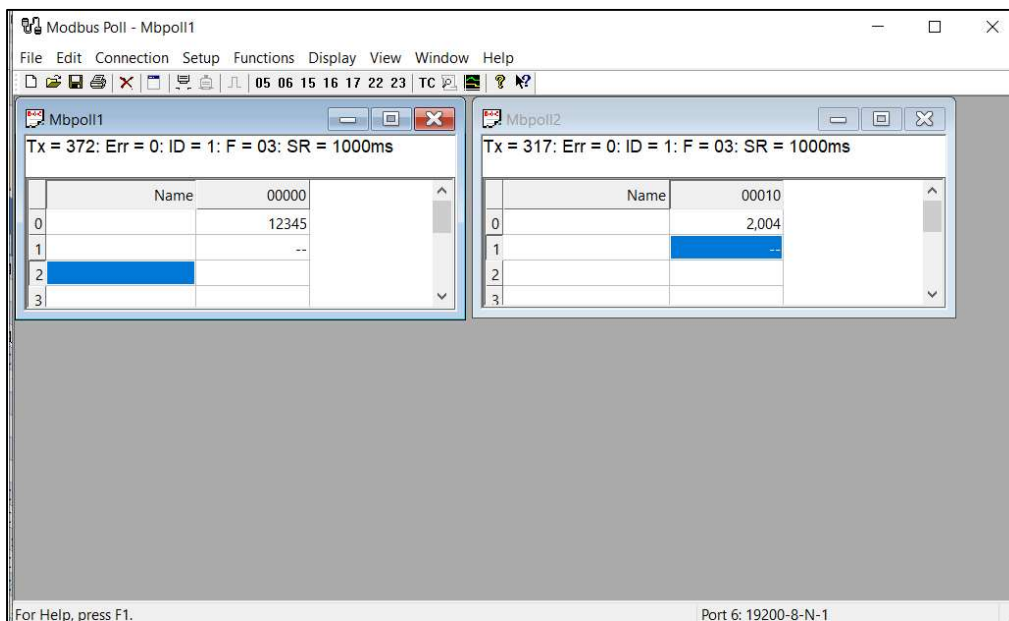 Modbus Poll - Mbpoll1
File Edit Connection Setup Functions Display View Window Help
05 06 15 16 17 22 23 TC
Mbpoll1
Tx = 372: Err = 0: ID = 1: F = 03: SR = 1000ms
Name 00000
0 12345
1 --
2
3
Mbpoll2
Tx = 317: Err = 0: ID = 1: F = 03: SR = 1000ms
Name 00010
0 2,004
1 --
2
3
For Help, press F1. Port 6: 19200-8-N-1